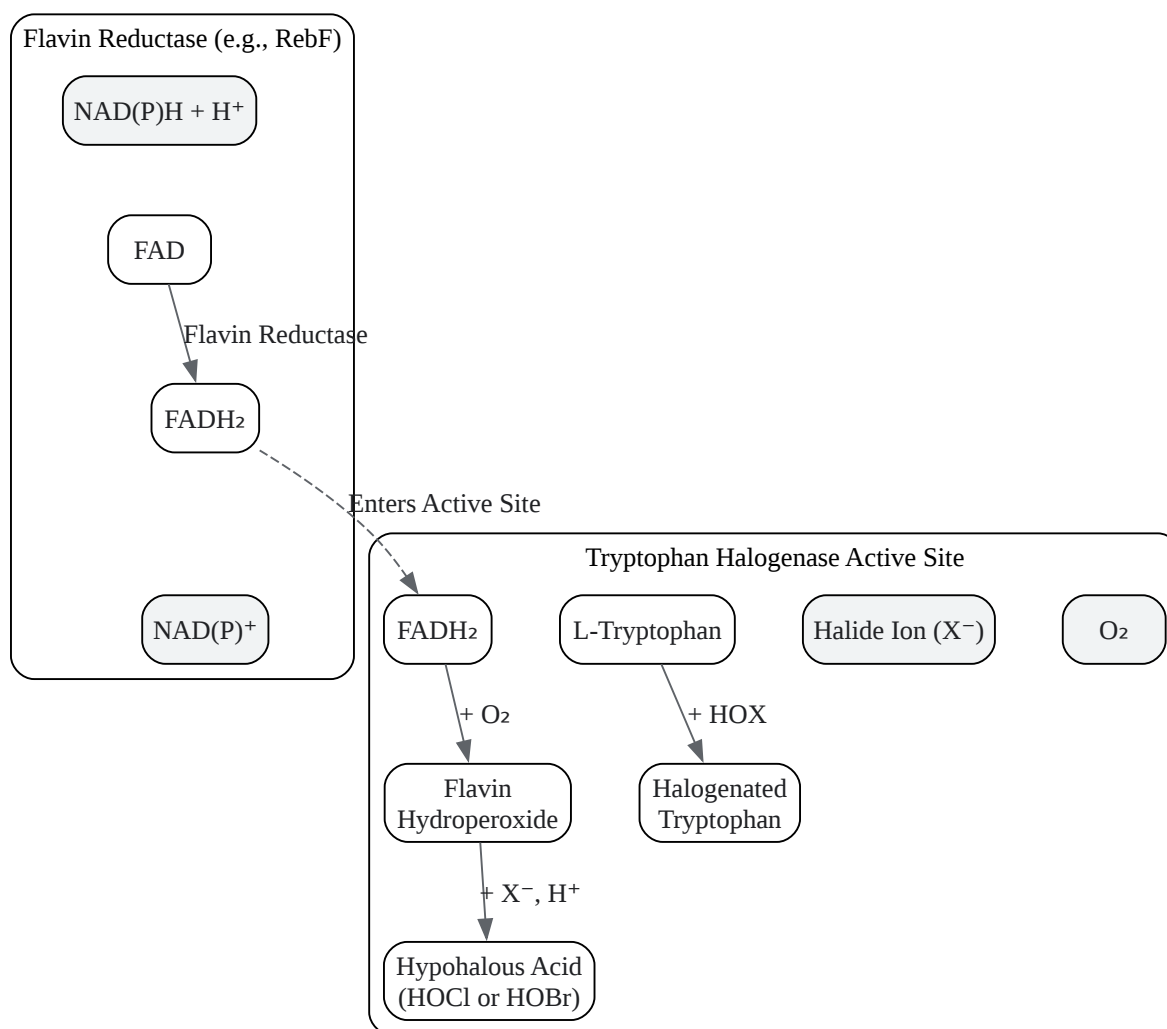 Flavin Reductase (e.g., RebF)
NAD(P)H + H⁺
FAD
Flavin Reductase
FADH₂
Enters Active Site
NAD(P)⁺
Tryptophan Halogenase Active Site
FADH₂
L-Tryptophan
Halide Ion (X⁻)
O₂
+ O₂
+ HOX
Flavin
Hydroperoxide
Halogenated
Tryptophan
+ X⁻, H⁺
Hypohalous Acid
(HOCl or HOBr)